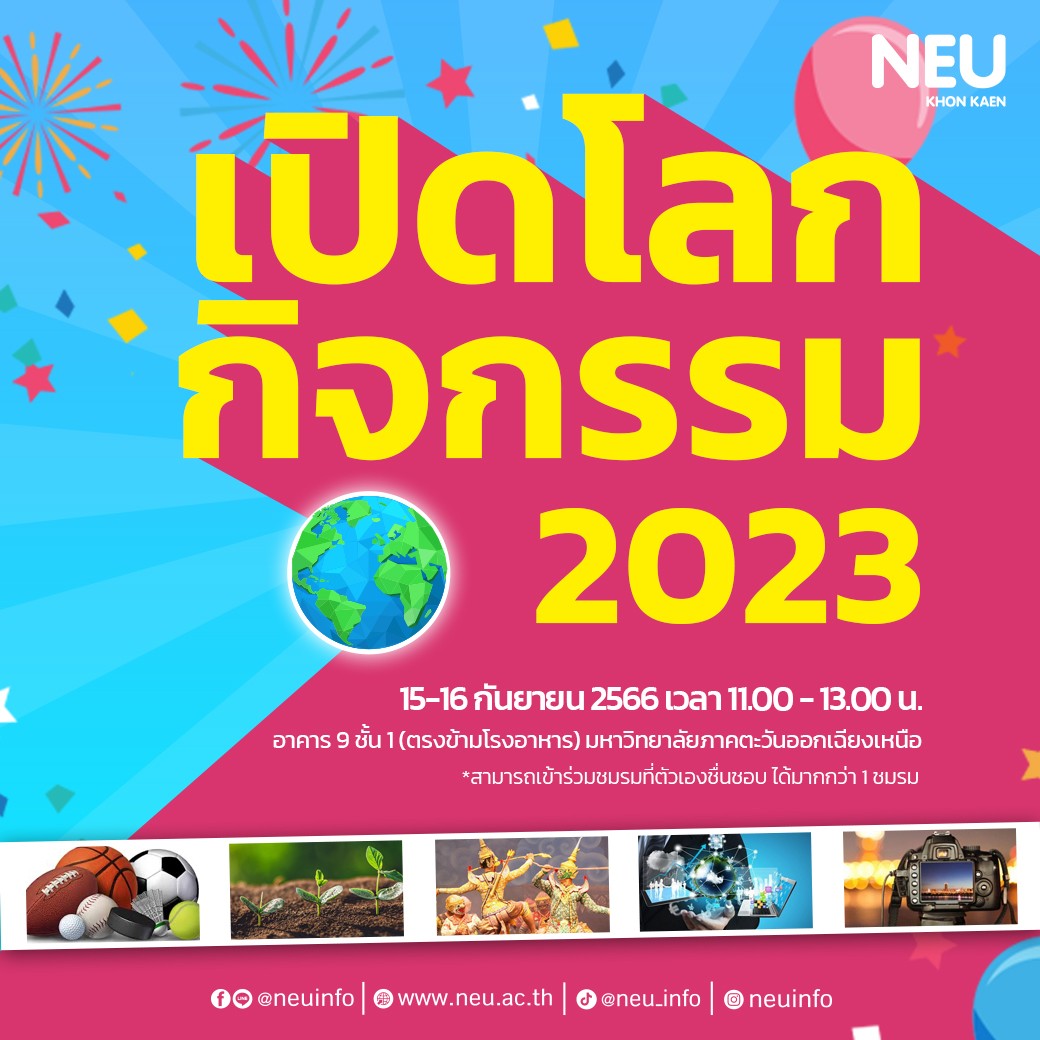 NEU
KHON KAEN
เปิดโลก
กิจกรรม
2023
15-16 กันยายน 2566 เวลา 11.00 - 13.00 น.
อาคาร 9 ชั้น 1 (ตรงข้ามโรงอาหาร) มหาวิทยาลัยภาคตะวันออกเฉียงเหนือ
*สามารถเข้าร่วมชมรมที่ตัวเองชื่นชอบ ได้มากกว่า 1 ชมรม
@neuinfo | www.neu.ac.th | @neu_info | neuinfo